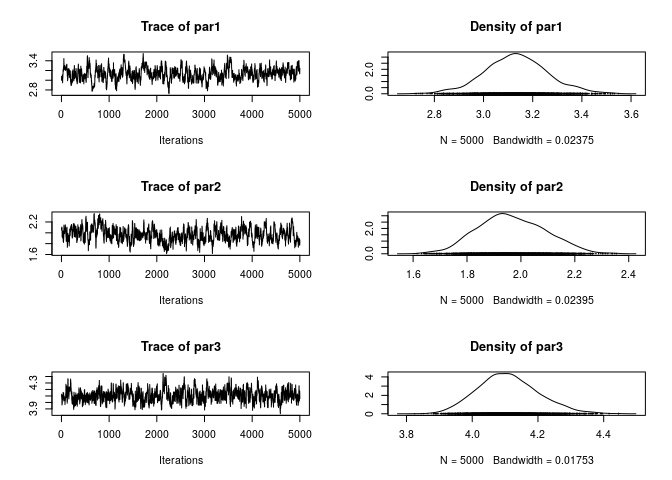 Trace of par1
3.4
2.8
0 1000 2000 3000 4000 5000
Iterations
Density of par1
2.0
0.0
2.8 3.0 3.2 3.4 3.6
N = 5000 Bandwidth = 0.02375
Trace of par2
2.2
1.6
0 1000 2000 3000 4000 5000
Iterations
Density of par2
2.0
0.0
1.6 1.8 2.0 2.2 2.4
N = 5000 Bandwidth = 0.02395
Trace of par3
4.3
3.9
0 1000 2000 3000 4000 5000
Iterations
Density of par3
4
2
0
3.8 4.0 4.2 4.4
N = 5000 Bandwidth = 0.01753